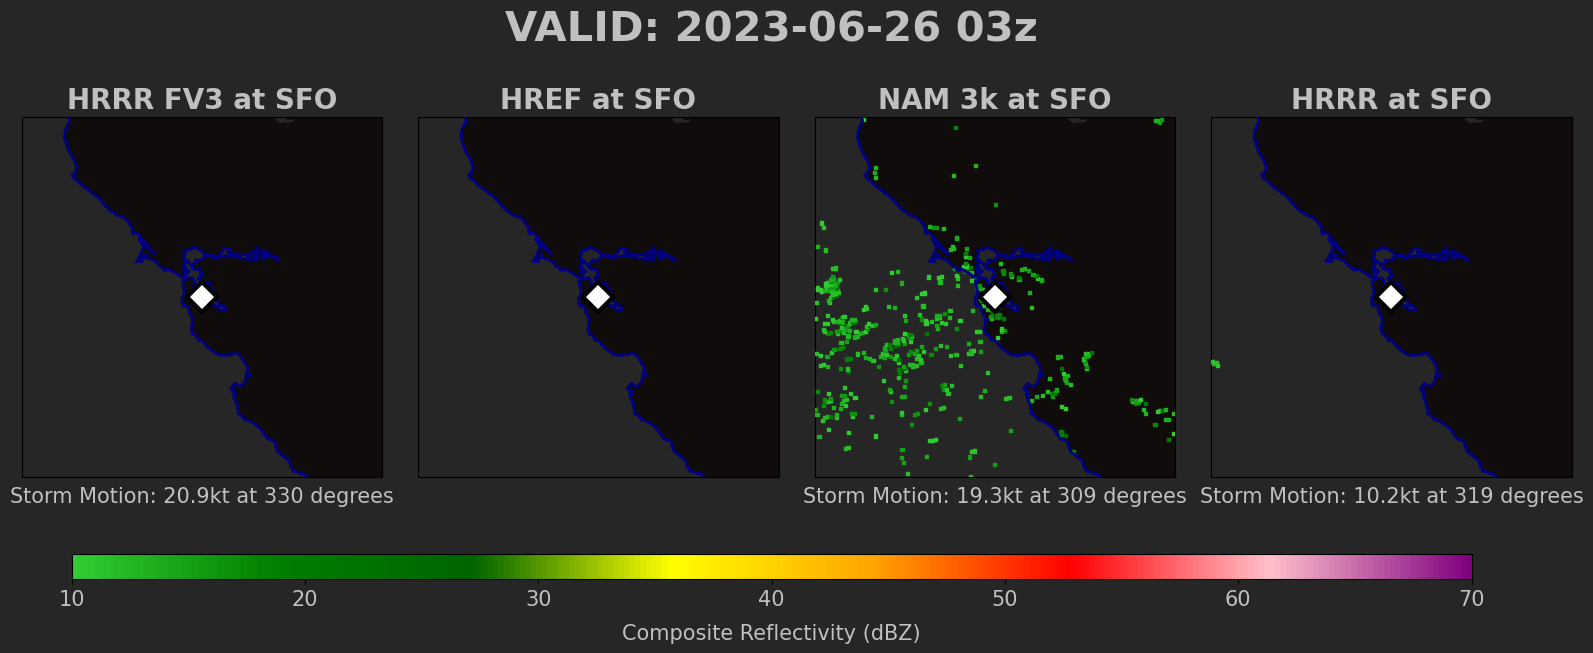 VALID: 2023-06-26 03z
HRRR FV3 at SFO
HREF at SFO
NAM 3k at SFO
HRRR at SFO
Storm Motion: 20.9kt at 330 degrees
Storm Motion: 19.3kt at 309 degrees
Storm Motion: 10.2kt at 319 degrees
10 20 30 40 50 60 70
Composite Reflectivity (dBZ)